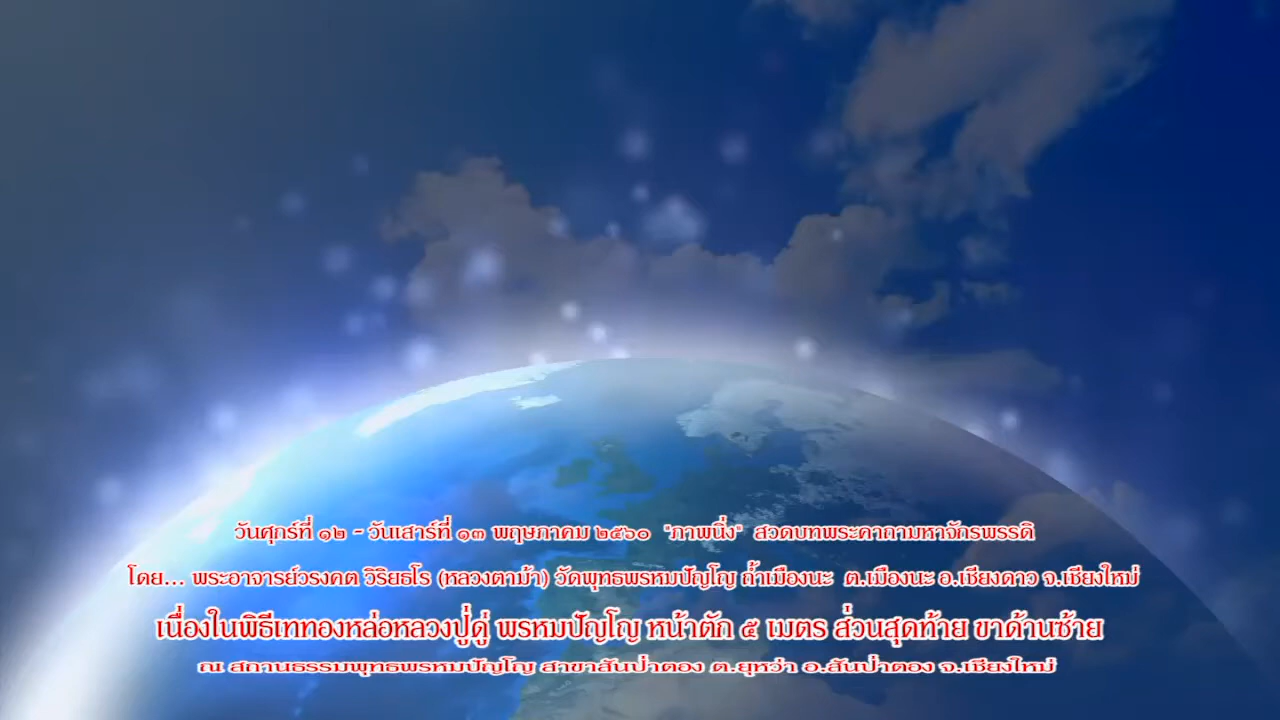 วันศุกร์ที่ ๑๒ - วันเสาร์ที่ ๑๓ พฤษภาคม ๒๕๖๐ "ภาพนิ่ง" สวดบทพระคาถามหาจักรพรรดิ
โดย... พระอาจารย์วรงคต วิริยธโร (หลวงตาม้า) วัดพุทธพรหมปัญโญ ถ้ำเมืองนะ ต.เมืองนะ อ.เชียงดาว จ.เชียงใหม่
เนื่องในพิธีเททองหล่อหลวงปู่ดู่ พรหมปัญโญ หน้าตัก ๕ เมตร ส่วนสุดท้าย ขาด้านซ้าย
ณ สถานธรรมพุทธพรหมปัญโญ สาขาสันป่าตอง ต.ยุหว่า อ.สันป่าตอง จ.เชียงใหม่